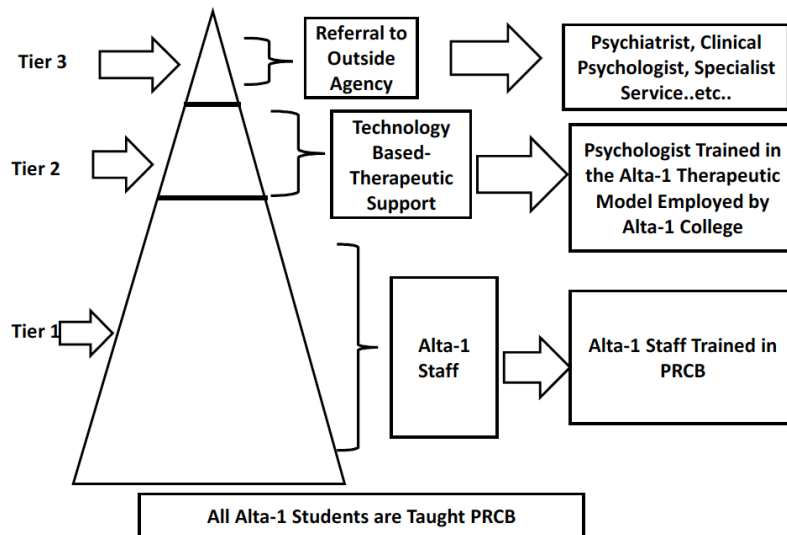 Tier 3
Referral to
Outside
Agency
Psychiatrist, Clinical
Psychologist, Specialist
Service..etc..
Tier 2
Technology
Based-
Therapeutic
Support
Psychologist Trained in
the Alta-1 Therapeutic
Model Employed by
Alta-1 College
Tier 1
Alta-1
Staff
Alta-1 Staff Trained in
PRCB
All Alta-1 Students are Taught PRCB